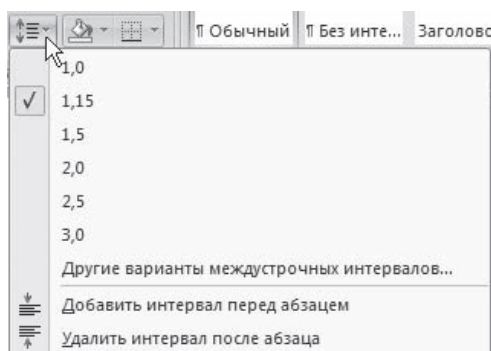 ¶ Обычный ¶ Без инте... Заголово
1,0
1,15
1,5
2,0
2,5
3,0
Другие варианты междустрочных интервалов...
Добавить интервал перед абзацем
Удалить интервал после абзаца